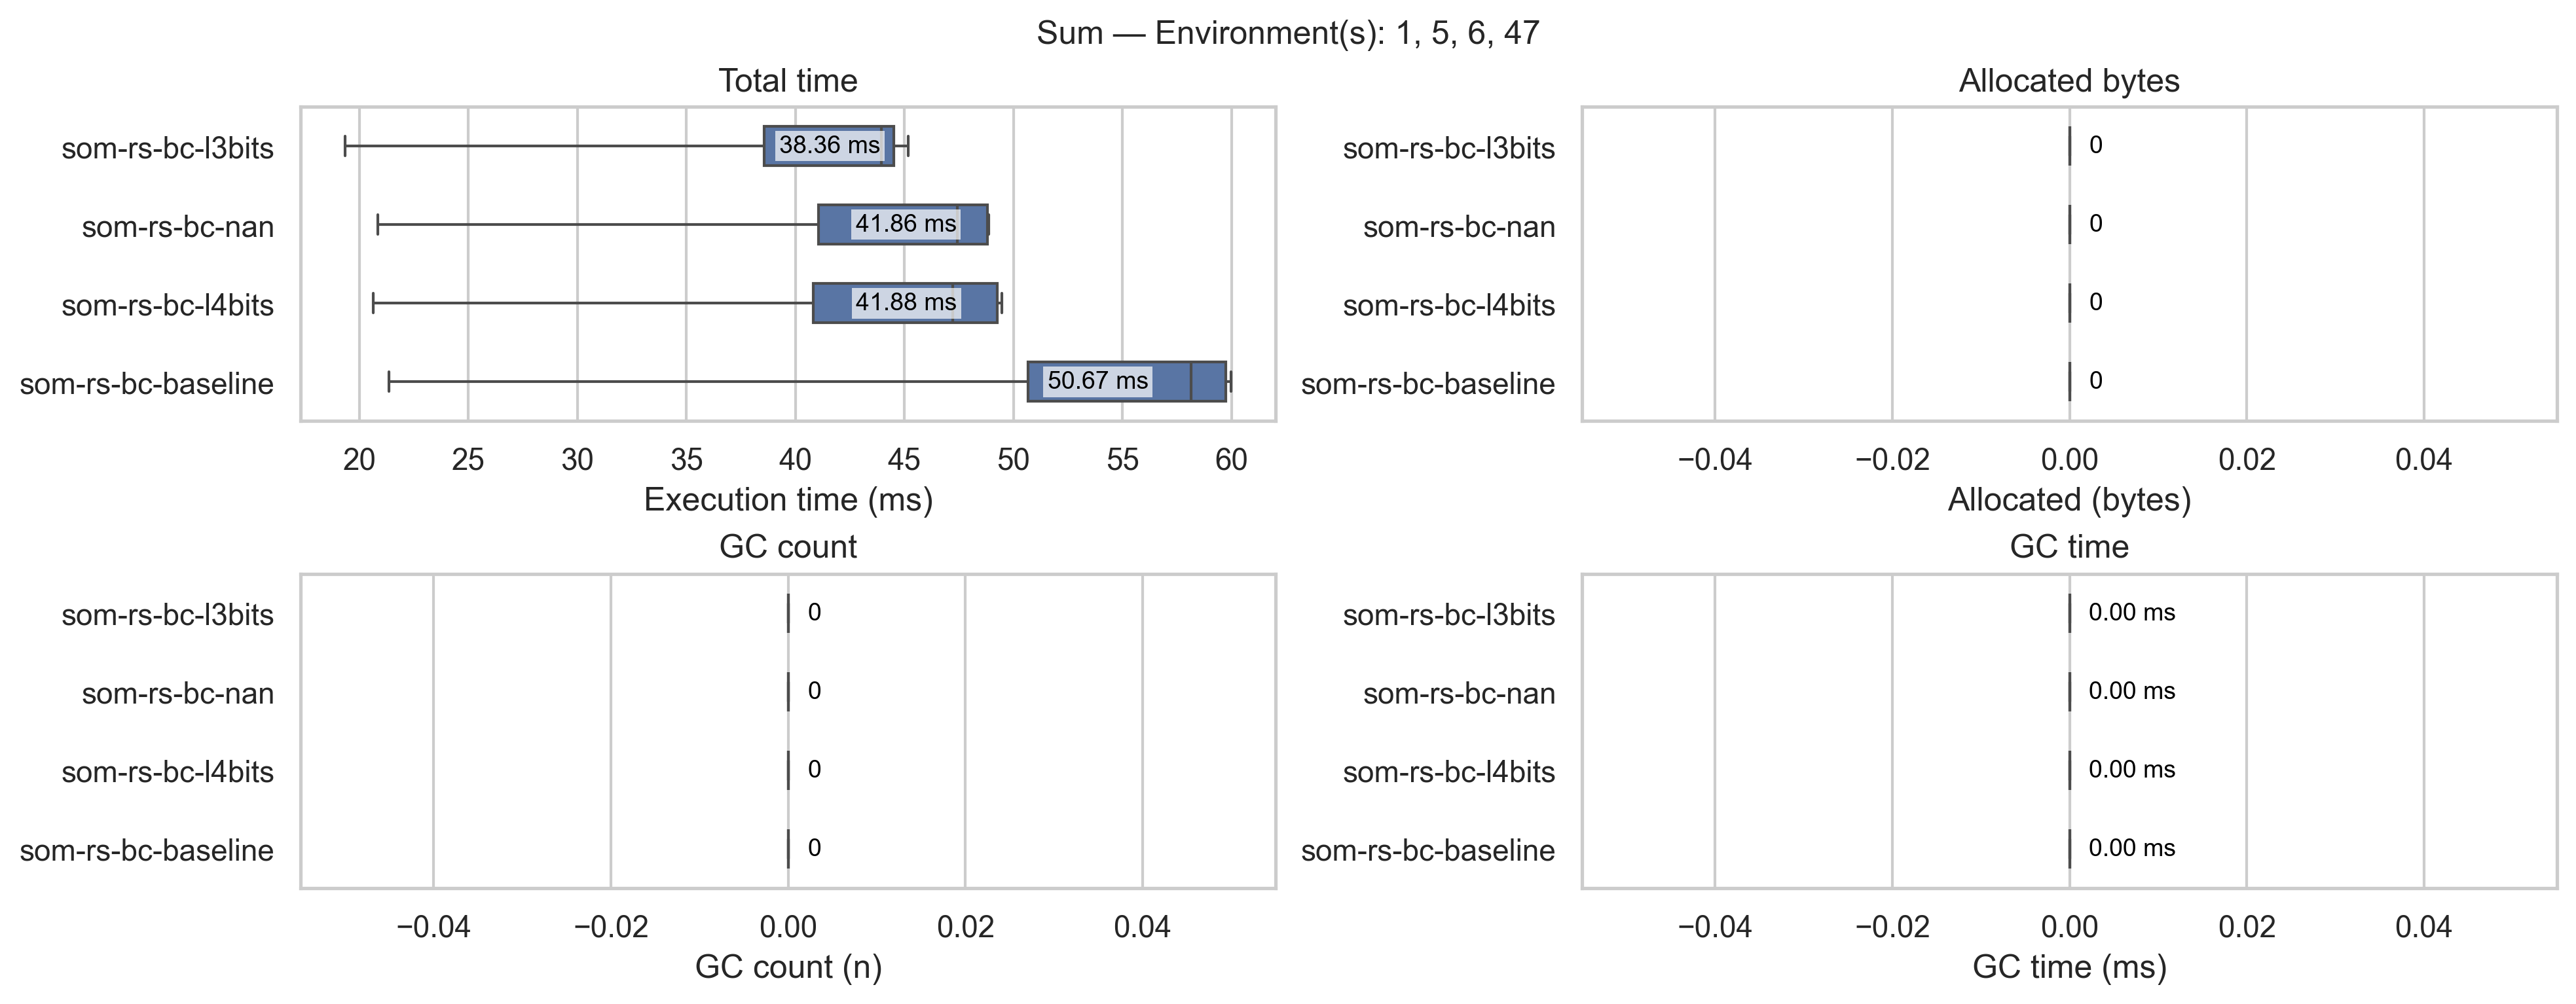 Sum — Environment(s): 1, 5, 6, 47
Total time
som-rs-bc-l3bits
38.36 ms
som-rs-bc-nan
41.86 ms
som-rs-bc-l4bits
41.88 ms
som-rs-bc-baseline
50.67 ms
20 25 30 35 40 45 50 55 60
Execution time (ms)
Allocated bytes
som-rs-bc-l3bits
0
som-rs-bc-nan
0
som-rs-bc-l4bits
0
som-rs-bc-baseline
0
−0.04 −0.02 0.00 0.02 0.04
Allocated (bytes)
GC count
som-rs-bc-l3bits
0
som-rs-bc-nan
0
som-rs-bc-l4bits
0
som-rs-bc-baseline
0
−0.04 −0.02 0.00 0.02 0.04
GC count (n)
GC time
som-rs-bc-l3bits
0.00 ms
som-rs-bc-nan
0.00 ms
som-rs-bc-l4bits
0.00 ms
som-rs-bc-baseline
0.00 ms
−0.04 −0.02 0.00 0.02 0.04
GC time (ms)